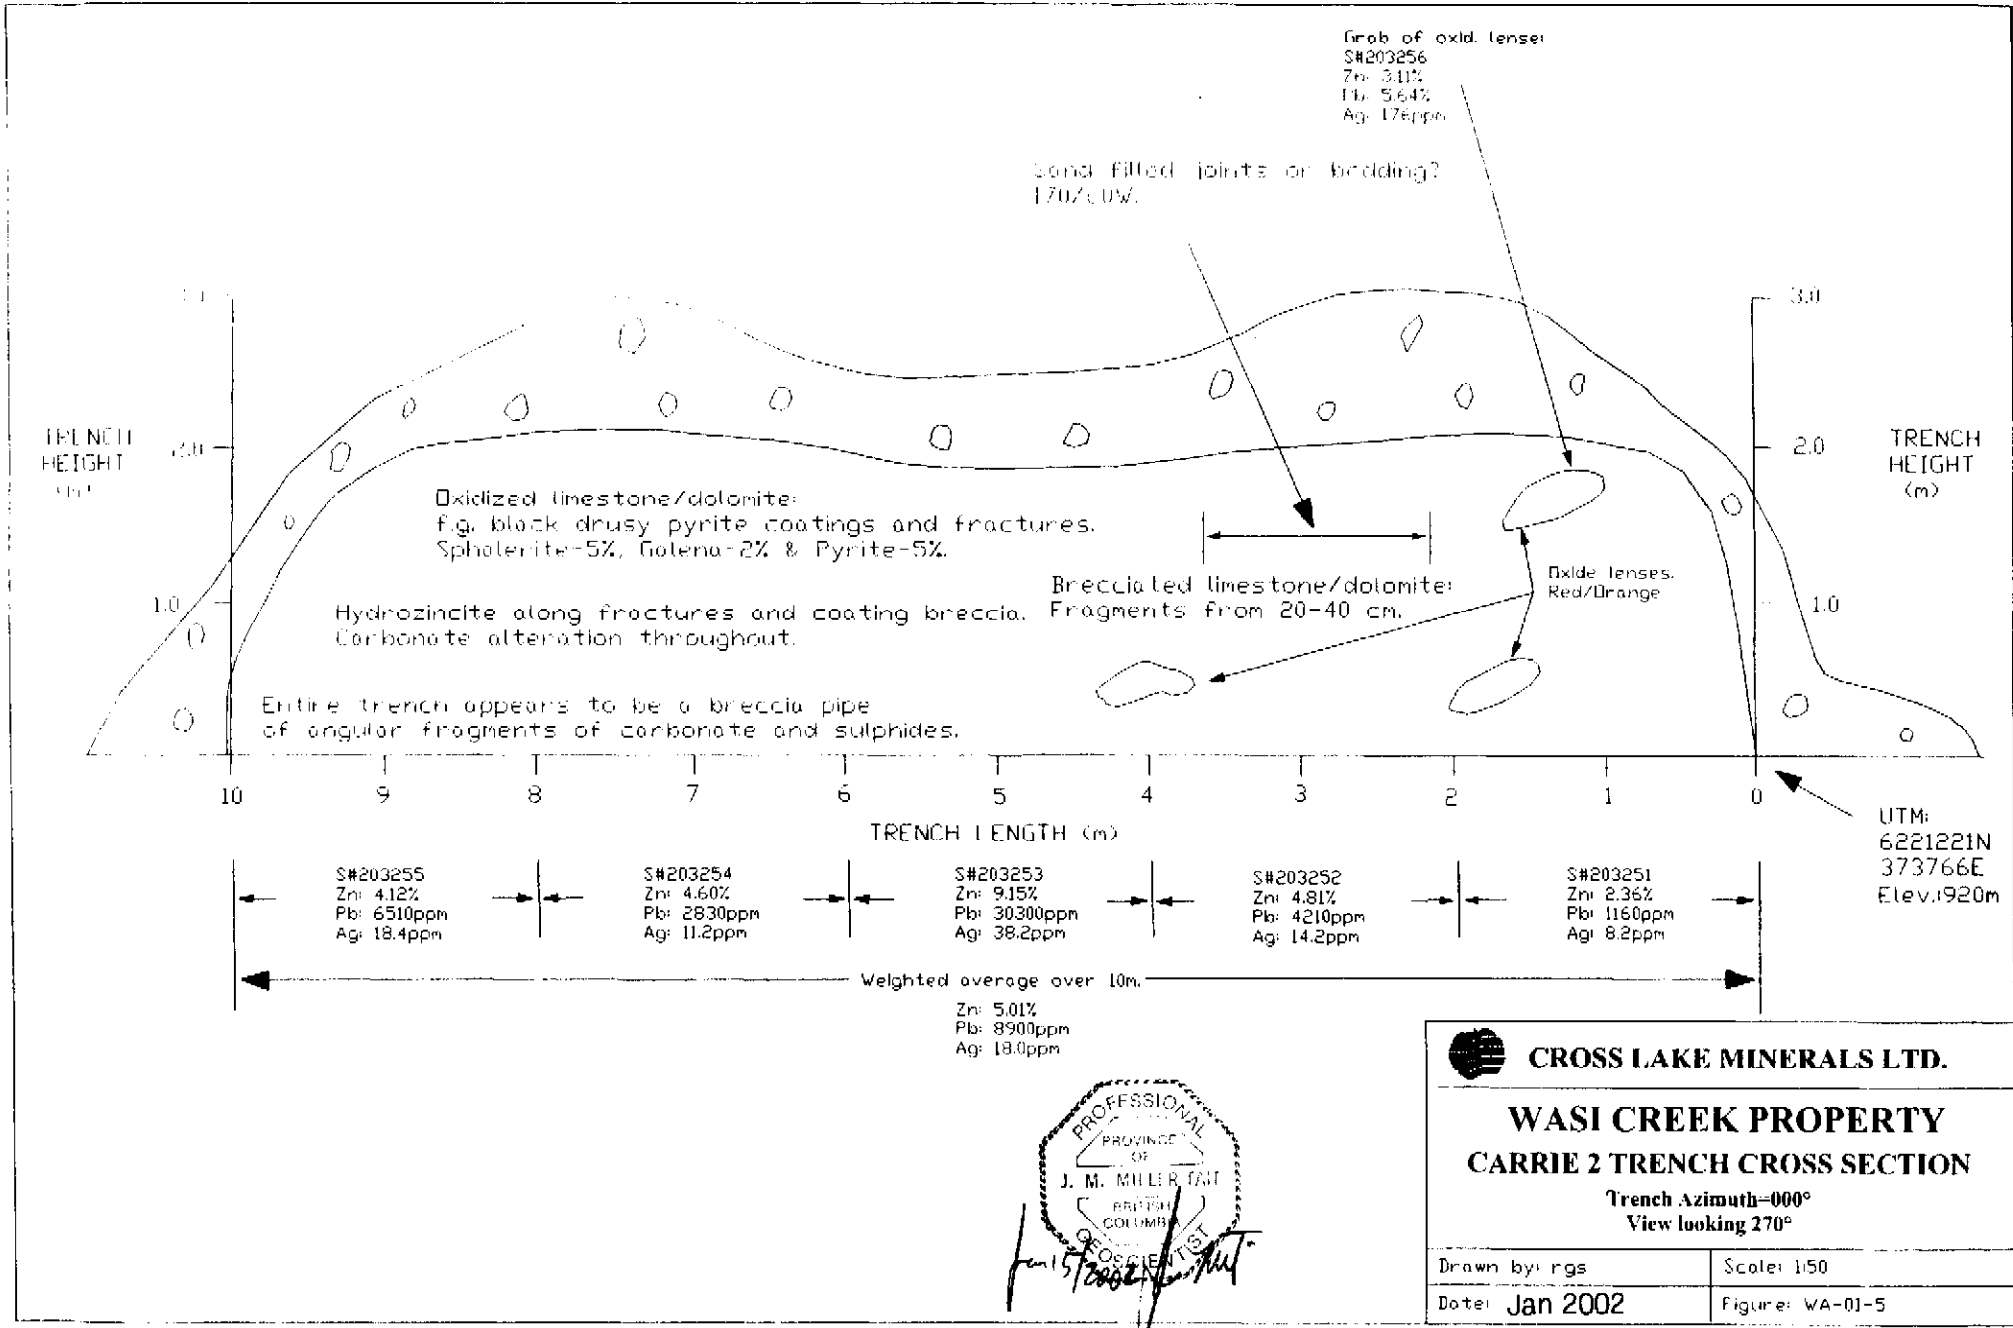 Grab of oxid. lense:
S#203256
Zn: 3.11%
Pb: 5.64%
Ag: 176ppm
Sand filled joints or bedding?
3.0
2.0
1.0
TRENCH
HEIGHT
(m)
3.0
2.0
1.0
TRENCH
HEIGHT
(m)
Oxidized limestone/dolomite:
f.g. black drusy pyrite coatings and fractures.
Sphalerite-5%, Galena-2% & Pyrite-5%.
Hydrozincite along fractures and coating breccia.
Carbonate alteration throughout.
Entire trench appears to be a breccia pipe
of angular fragments of carbonate and sulphides.
Brecciated limestone/dolomite:
Fragments from 20-40 cm.
Oxide lenses.
Red/Orange
10 9 8 7 6 5 4 3 2 1 0
TRENCH LENGTH (m)
UTM:
6221221N
373766E
Elev.:920m
S#203255
Zn: 4.12%
Pb: 6510ppm
Ag: 18.4ppm
S#203254
Zn: 4.60%
Pb: 2830ppm
Ag: 11.2ppm
S#203253
Zn: 9.15%
Pb: 30300ppm
Ag: 38.2ppm
S#203252
Zn: 4.81%
Pb: 4210ppm
Ag: 14.2ppm
S#203251
Zn: 2.36%
Pb: 1160ppm
Ag: 8.2ppm
Weighted average over 10m.
Zn: 5.01%
Pb: 8900ppm
Ag: 18.0ppm
PROFESSIONAL
PROVINCE
OF
J. M. MILLER TAIT
BRITISH
COLUMBIA
GEOSCIENTIST
Jan 15/2002
CROSS LAKE MINERALS LTD.
WASI CREEK PROPERTY
CARRIE 2 TRENCH CROSS SECTION
Trench Azimuth=000°
View looking 270°
Drawn by: rgs
Scale: 1:50
Date: Jan 2002
Figure: WA-01-5